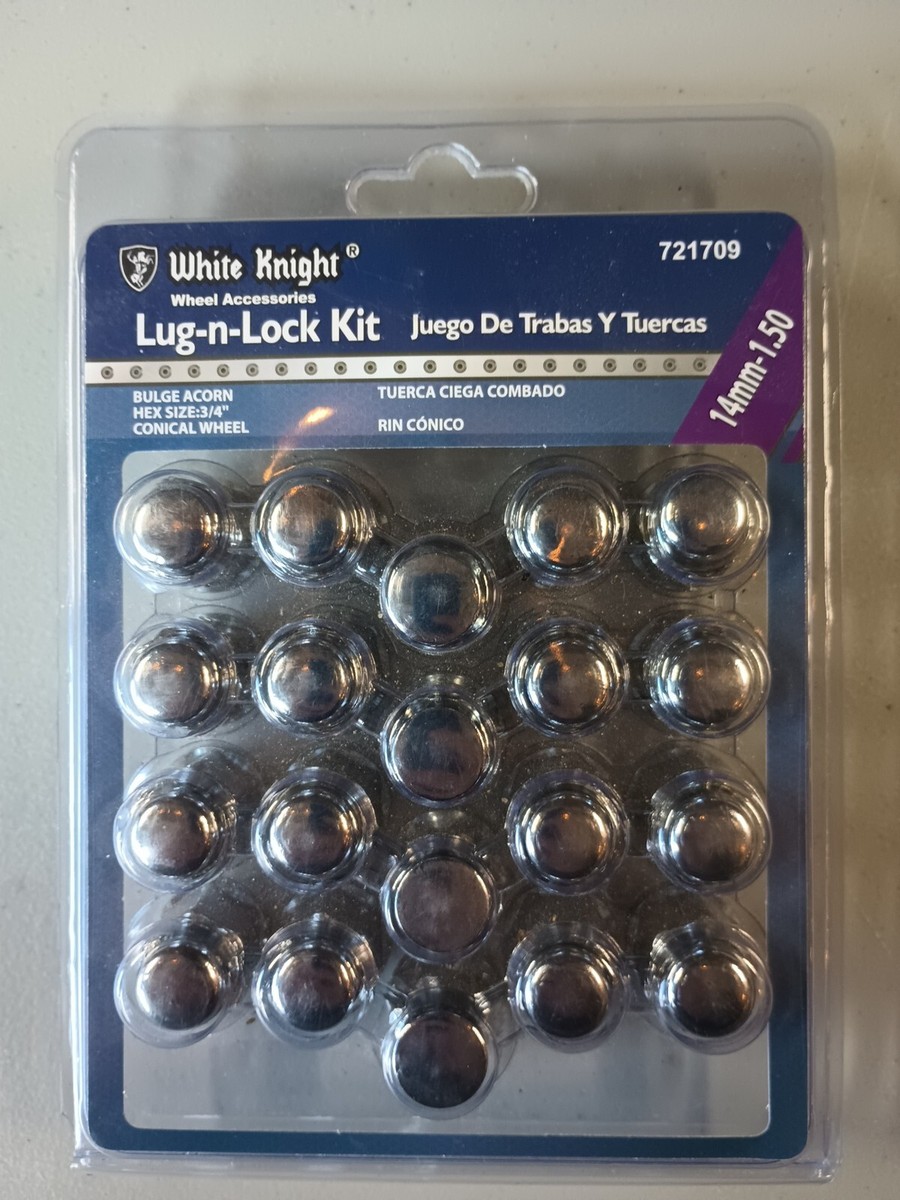 White Knight®
721709
Wheel Accessories
Lug-n-Lock Kit
Juego De Trabas Y Tuercas
14mm-1.50
BULGE ACORN
HEX SIZE:3/4"
CONICAL WHEEL
TUERCA CIEGA COMBADO
RIN CÓNICO